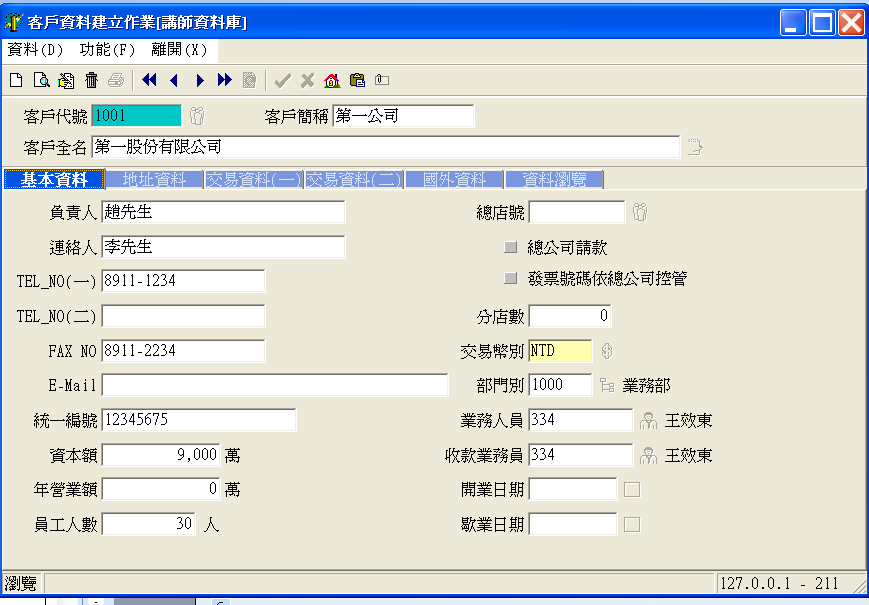 客戶資料建立作業[講師資料庫]
資料(D) 功能(F) 離開(X)
客戶代號 1001 客戶簡稱 第一公司
客戶全名 第一股份有限公司
基本資料 地址資料 交易資料(一) 交易資料(二) 國外資料 資料瀏覽
負責人 趙先生 總店號
連絡人 李先生 總公司請款
TEL_NO(一) 8911-1234 發票號碼依總公司控管
TEL_NO(二) 分店數 0
FAX NO 8911-2234 交易幣別 NTD
E-Mail 部門別 1000 業務部
統一編號 12345675 業務人員 334 王效東
資本額 9,000 萬 收款業務員 334 王效東
年營業額 0 萬 開業日期
員工人數 30 人 歇業日期
瀏覽 127.0.0.1 - 211